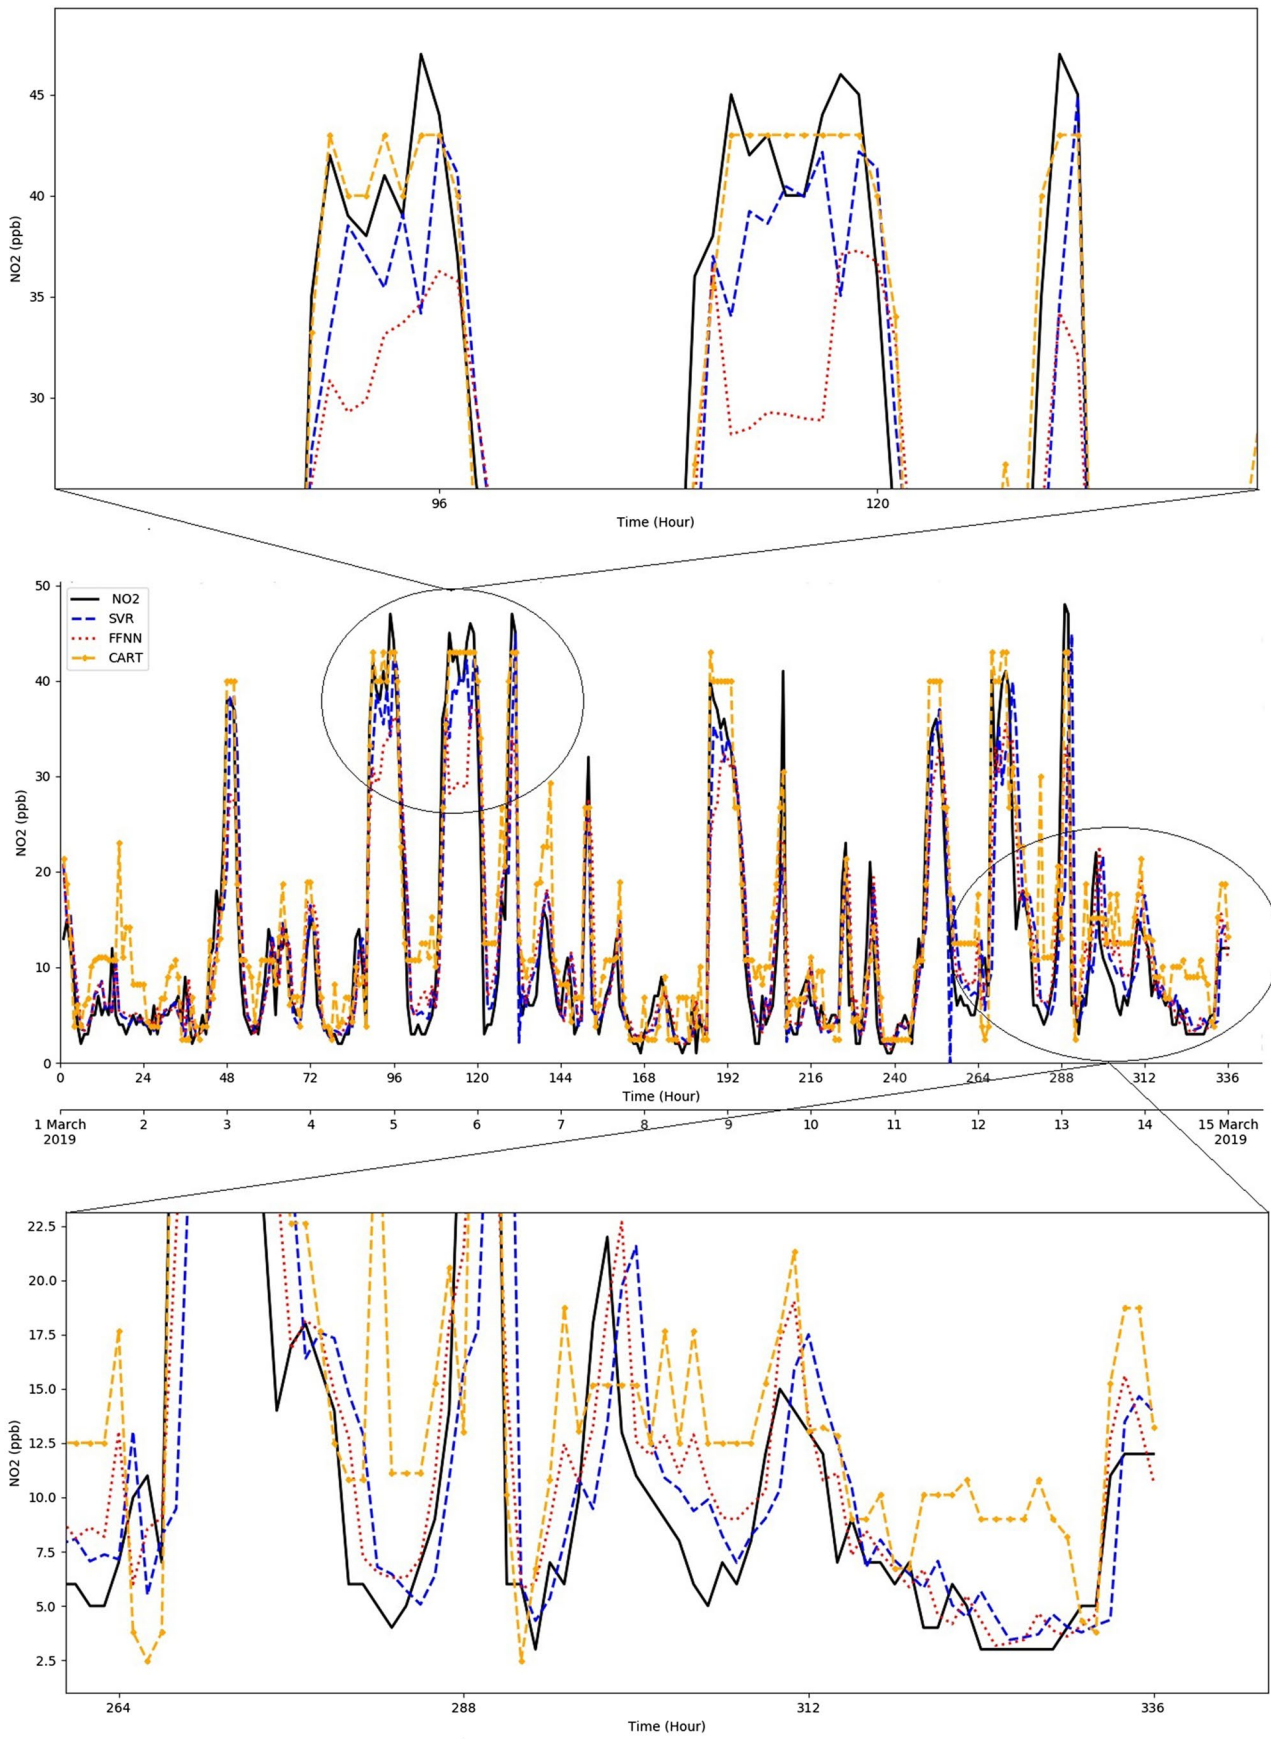 45
40
35
30
NO2 (ppb)
96
120
Time (Hour)
50
40
30
20
10
0
NO2 (ppb)
NO2
SVR
FFNN
CART
0 24 48 72 96 120 144 168 192 216 240 264 288 312 336
Time (Hour)
1 March 2 3 4 5 6 7 8 9 10 11 12 13 14 15 March
2019 2019
22.5
20.0
17.5
15.0
12.5
10.0
7.5
5.0
2.5
NO2 (ppb)
264 288 312 336
Time (Hour)